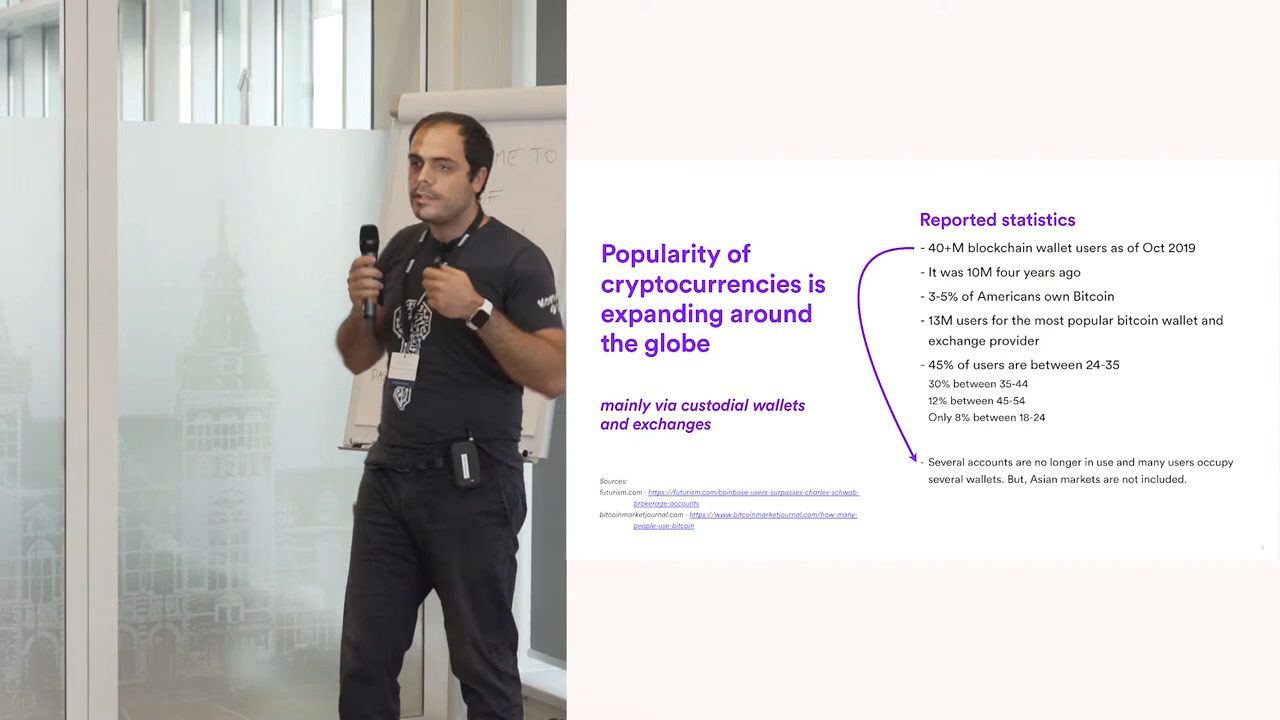 ME TO
Popularity of
cryptocurrencies is
expanding around
the globe
mainly via custodial wallets
and exchanges
Sources:
futurism.com - https://futurism.com/coinbase-users-surpasses-charles-schwab-
brokerage-accounts
bitcoinmarketjournal.com - https://www.bitcoinmarketjournal.com/how-many-
people-use-bitcoin
Reported statistics
- 40+M blockchain wallet users as of Oct 2019
- It was 10M four years ago
- 3-5% of Americans own Bitcoin
- 13M users for the most popular bitcoin wallet and
exchange provider
- 45% of users are between 24-35
30% between 35-44
12% between 45-54
Only 8% between 18-24
- Several accounts are no longer in use and many users occupy
several wallets. But, Asian markets are not included.